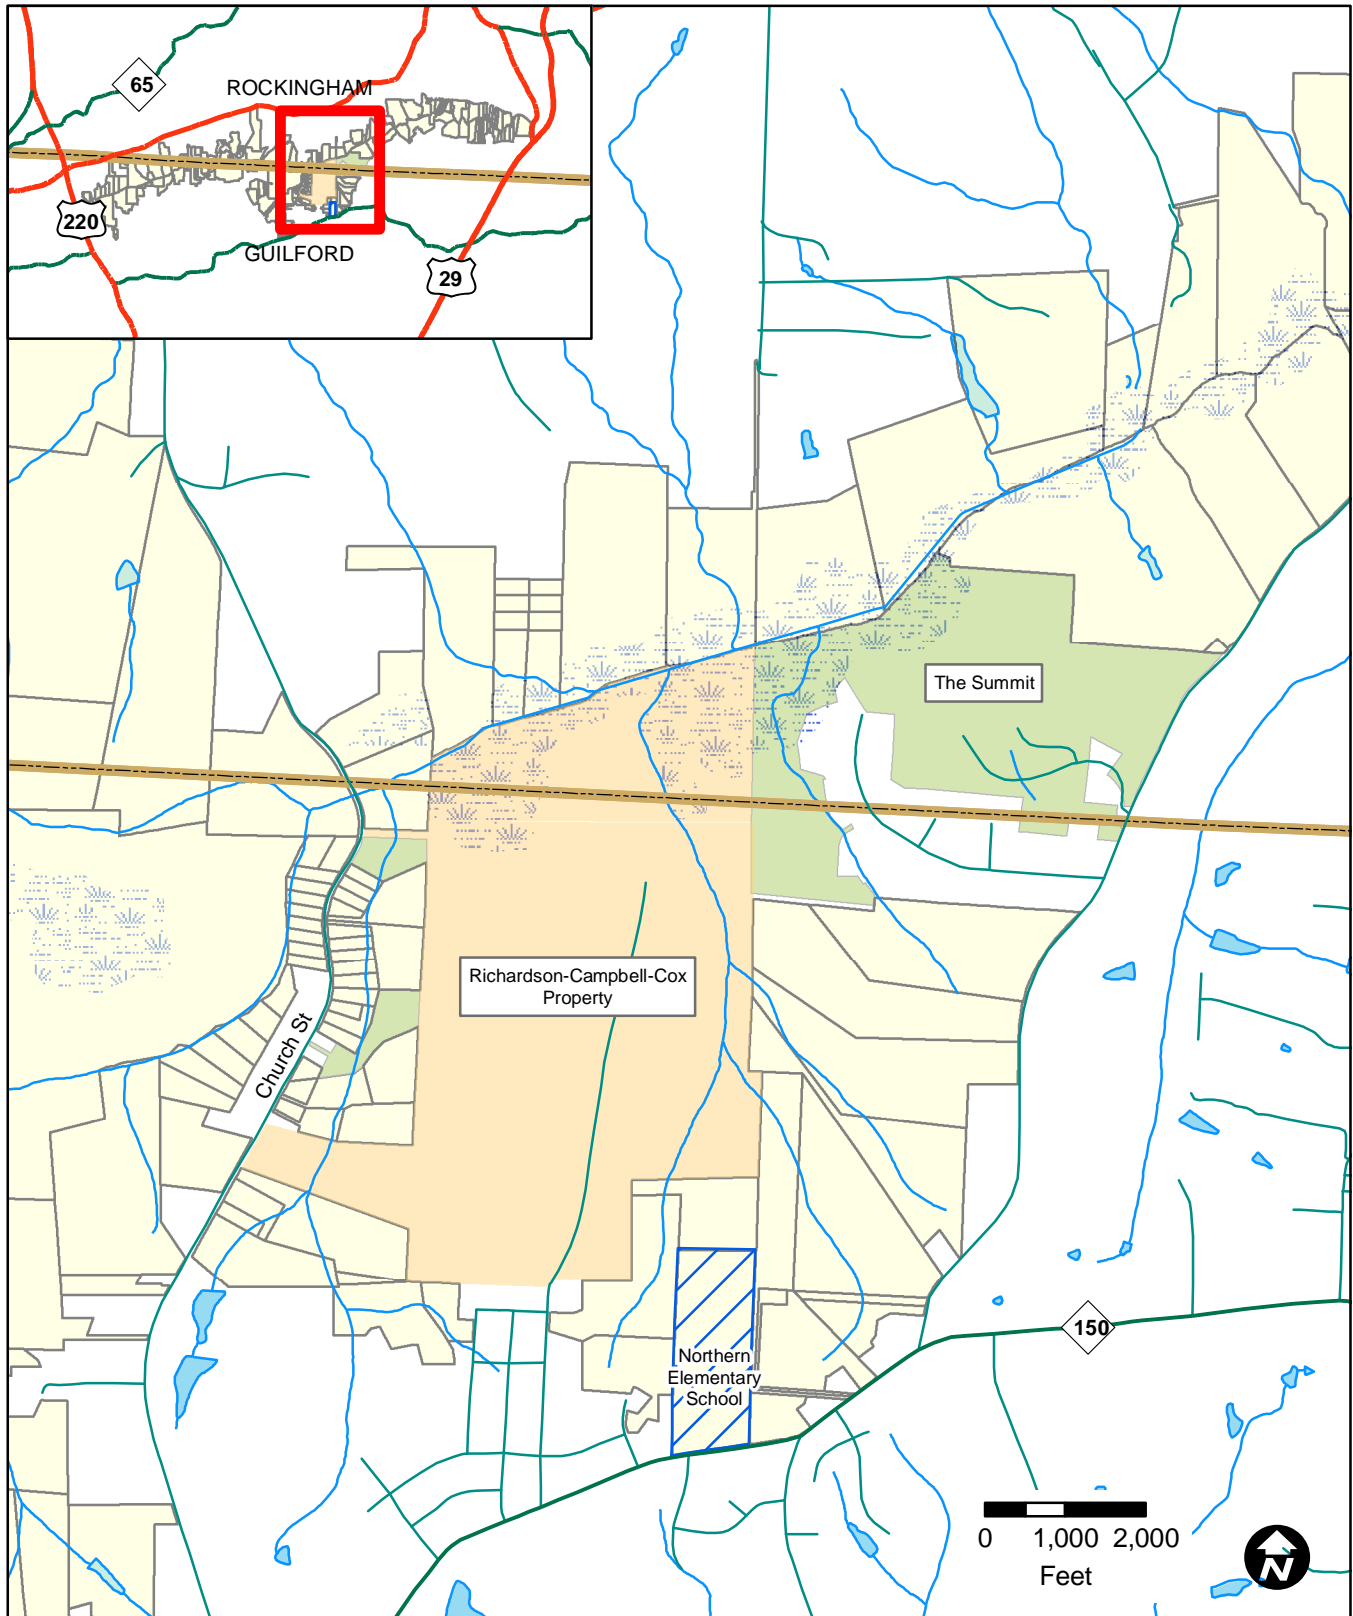 65
ROCKINGHAM
220
GUILFORD
29
The Summit
Richardson-Campbell-Cox
Property
Church St
150
Northern
Elementary
School
0 1,000 2,000
Feet
N